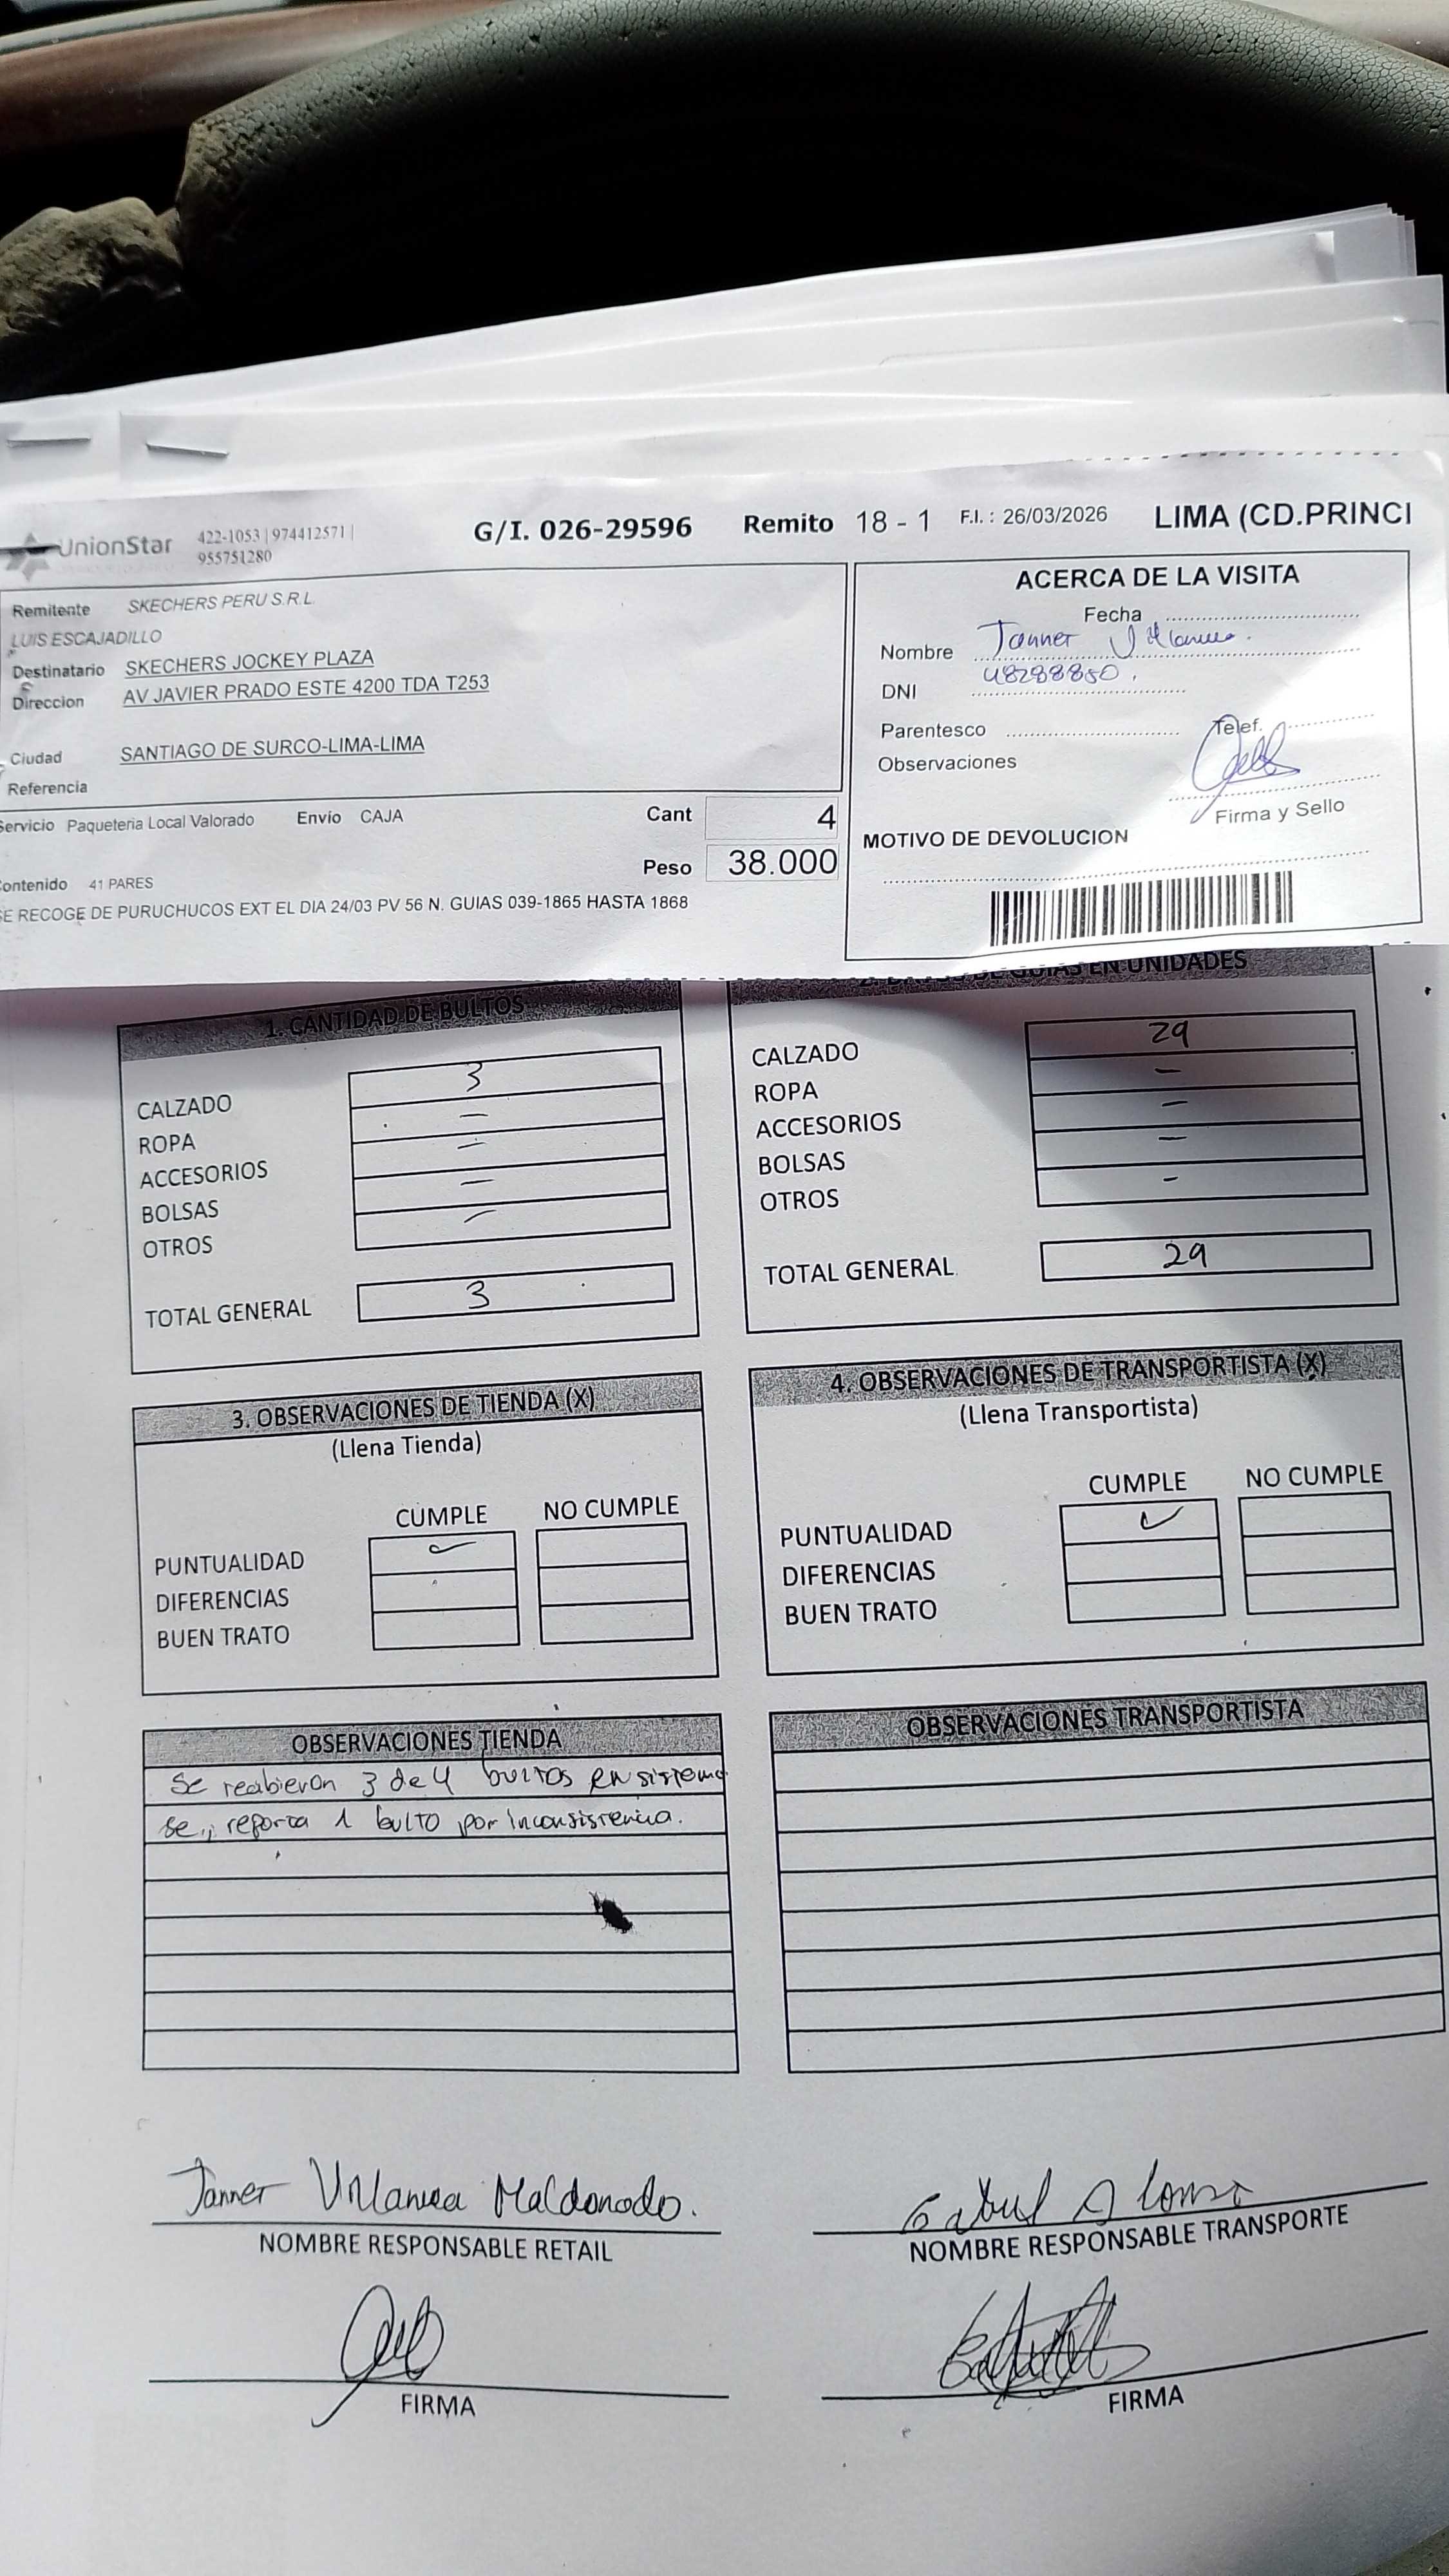 UnionStar
422-1053 | 974412571 |
955751280
G/I. 026-29596
Remito 18 - 1 F.I. : 26/03/2026 LIMA (CD.PRINCI
Remitente SKECHERS PERU S.R.L
LUIS ESCAJADILLO
Destinatario SKECHERS JOCKEY PLAZA
Direccion AV JAVIER PRADO ESTE 4200 TDA T253
Ciudad SANTIAGO DE SURCO-LIMA-LIMA
Referencia
Servicio Paqueteria Local Valorado Envío CAJA
Cant 4
Peso 38.000
Contenido 41 PARES
SE RECOGE DE PURUCHUCOS EXT EL DIA 24/03 PV 56 N. GUIAS 039-1865 HASTA 1868
ACERCA DE LA VISITA
Fecha
Nombre Tanner Villanueva.
DNI 48288850.
Parentesco Telef.
Observaciones
Firma y Sello
MOTIVO DE DEVOLUCION
1. CANTIDAD DE BULTOS
CALZADO 3
ROPA -
ACCESORIOS -
BOLSAS -
OTROS -
TOTAL GENERAL 3
GUIAS EN UNIDADES
CALZADO 29
ROPA -
ACCESORIOS -
BOLSAS -
OTROS -
TOTAL GENERAL 29
3. OBSERVACIONES DE TIENDA (X)
(Llena Tienda)
CUMPLE NO CUMPLE
PUNTUALIDAD ✓
DIFERENCIAS
BUEN TRATO
4. OBSERVACIONES DE TRANSPORTISTA (X)
(Llena Transportista)
CUMPLE NO CUMPLE
PUNTUALIDAD ✓
DIFERENCIAS
BUEN TRATO
OBSERVACIONES TIENDA
Se recibieron 3 de 4 bultos en sistema
se, reporta 1 bulto por inconsistencia.
OBSERVACIONES TRANSPORTISTA
Tanner Villanueva Maldonado.
NOMBRE RESPONSABLE RETAIL
FIRMA
NOMBRE RESPONSABLE TRANSPORTE
FIRMA